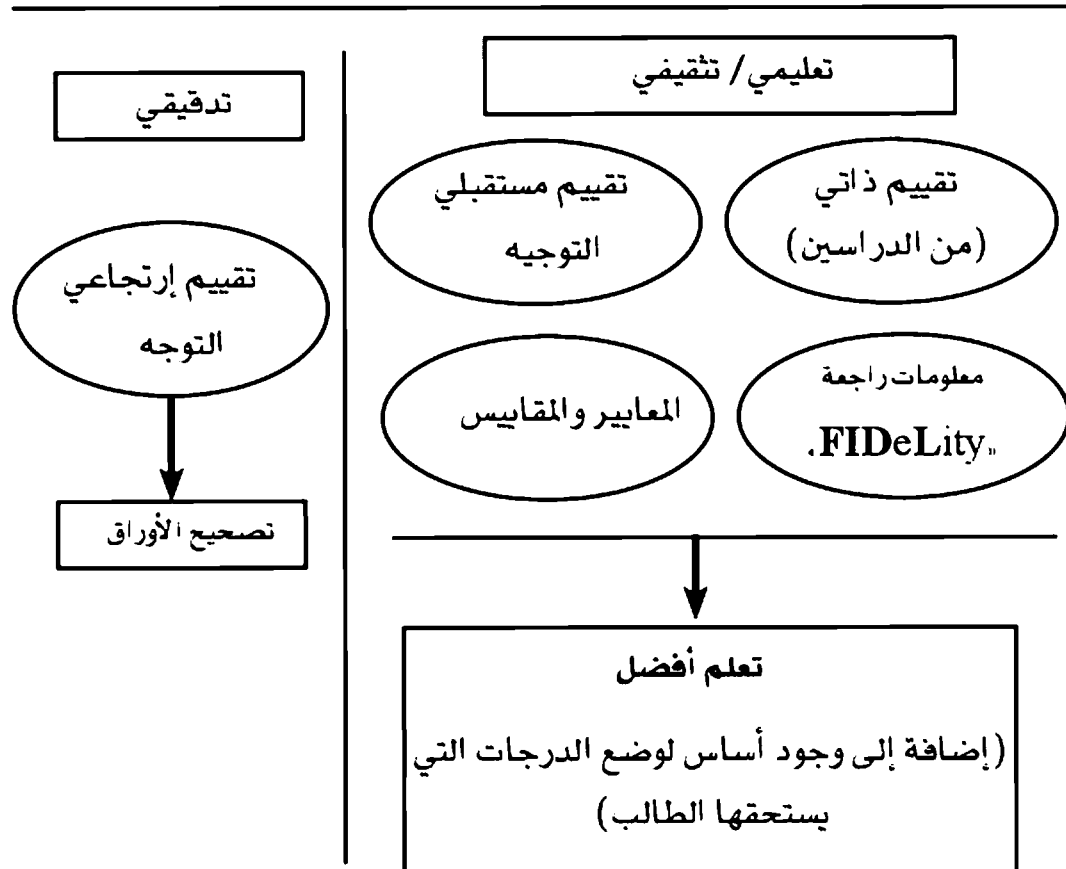 تعليمي / تثقيفي
تقييم ذاتي
(من الدراسين)
تقييم مستقبلي
التوجيه
معلومات راجعة
«FIDeLity»
المعايير والمقاييس
تعلم أفضل
(إضافة إلى وجود أساس لوضع الدرجات التي
يستحقها الطالب)
تدقيقي
تقييم إرتجاعي
التوجه
تصحيح الأوراق